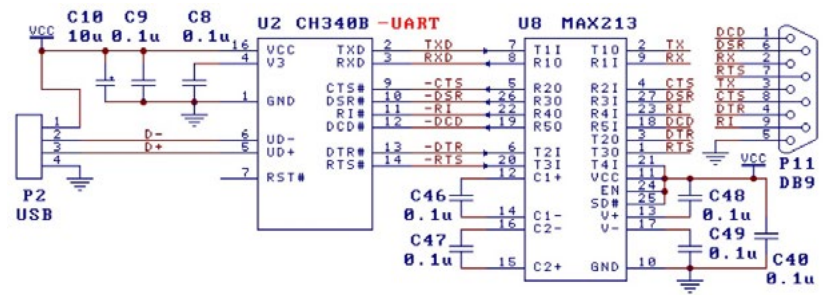 C10 C9 C8 U2 CH340B -UART U8 MAX213
VCC 10u 0.1u 0.1u
16 VCC TXD 2 TXD 7 T1I T1O 2 TX DCD 1
4 V3 RXD 3 RXD 8 R1O R1I 9 RX DSR 6
RX 2
RTS 7
CTS# 9 -CTS 5 R2O R2I 4 CTS TX 3
1 GND DSR# 10 -DSR 26 R3O R3I 27 DSR CTS 8
RI# 11 -RI 22 R4O R4I 23 RI DTR 4
DCD# 12 -DCD 19 R5O R5I 18 DCD RI 9
T2O 3 DTR 5
1
2 D- 6 UD- DTR# 13 -DTR 6 T2I T3O 1 RTS
3 D+ 5 UD+ RTS# 14 -RTS 20 T3I T4I 21 VCC P11
4 12 C1+ VCC 11 DB9
7 RST# EN 24
P2 C46 SD# 25 C48
USB 0.1u 14 C1- V+ 13 0.1u
16 C2- V- 17
C47 C49
0.1u 0.1u C40
15 C2+ GND 10 0.1u